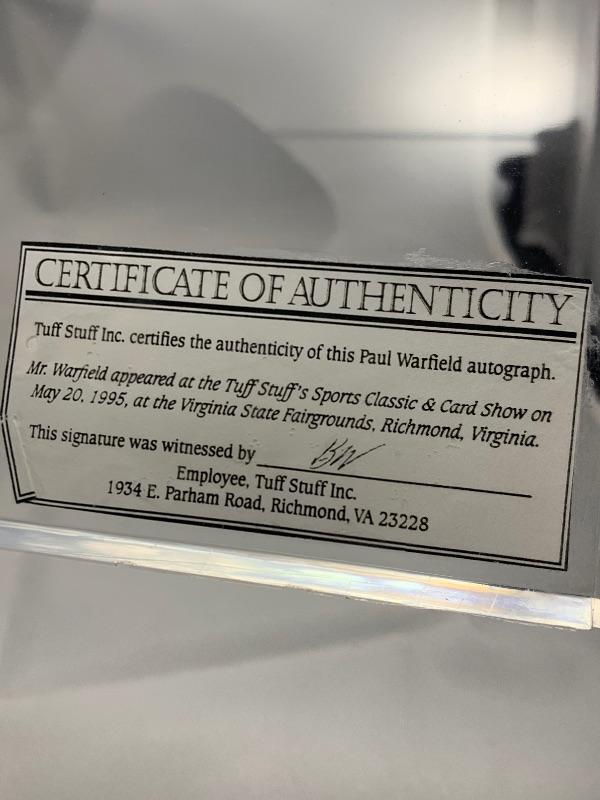 CERTIFICATE OF AUTHENTICITY
Tuff Stuff Inc. certifies the authenticity of this Paul Warfield autograph.
Mr. Warfield appeared at the Tuff Stuff's Sports Classic & Card Show on
May 20, 1995, at the Virginia State Fairgrounds, Richmond, Virginia.
This signature was witnessed by
Employee, Tuff Stuff Inc.
1934 E. Parham Road, Richmond, VA 23228